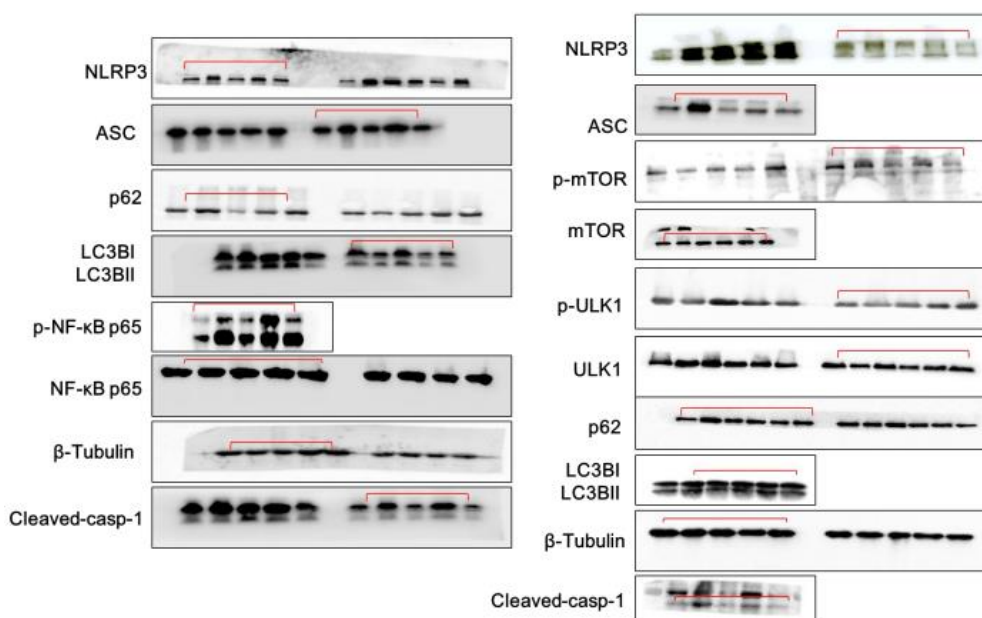 NLRP3
ASC
p62
LC3BI
LC3BII
p-NF-κB p65
NF-κB p65
β-Tubulin
Cleaved-casp-1
NLRP3
ASC
p-mTOR
mTOR
p-ULK1
ULK1
p62
LC3BI
LC3BII
β-Tubulin
Cleaved-casp-1